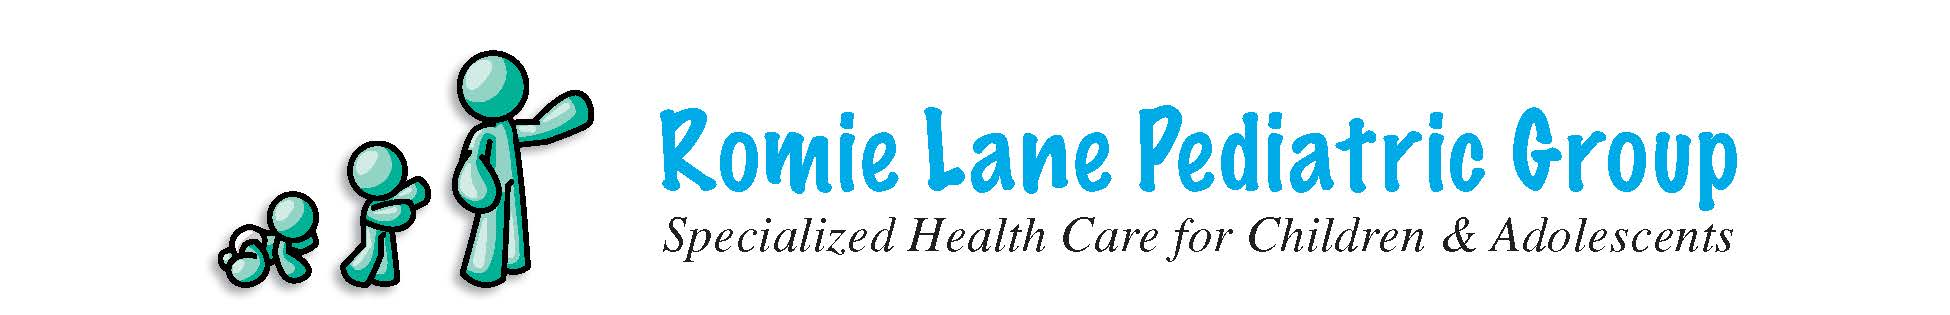 Romie Lane Pediatric Group
Specialized Health Care for Children & Adolescents